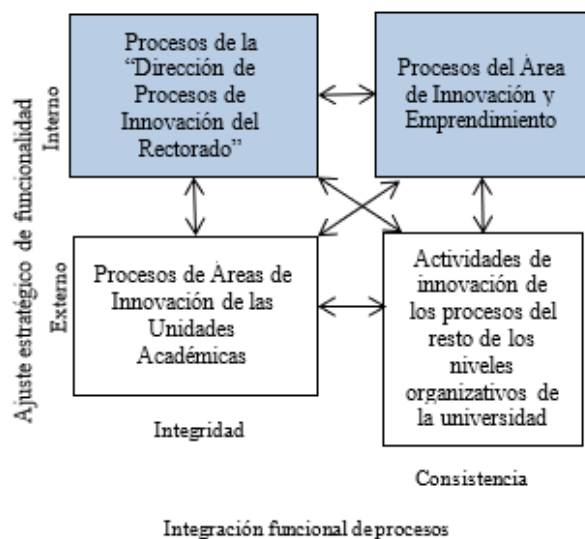 Procesos de la
“Dirección de
Procesos de
Innovación del
Rectorado”
Procesos del Área
de Innovación y
Emprendimiento
Procesos de Áreas de
Innovación de las
Unidades
Académicas
Actividades de
innovación de
los procesos del
resto de los
niveles
organizativos de
la universidad
Ajuste estratégico de funcionalidad
Interno
Externo
Integridad
Consistencia
Integración funcional de procesos